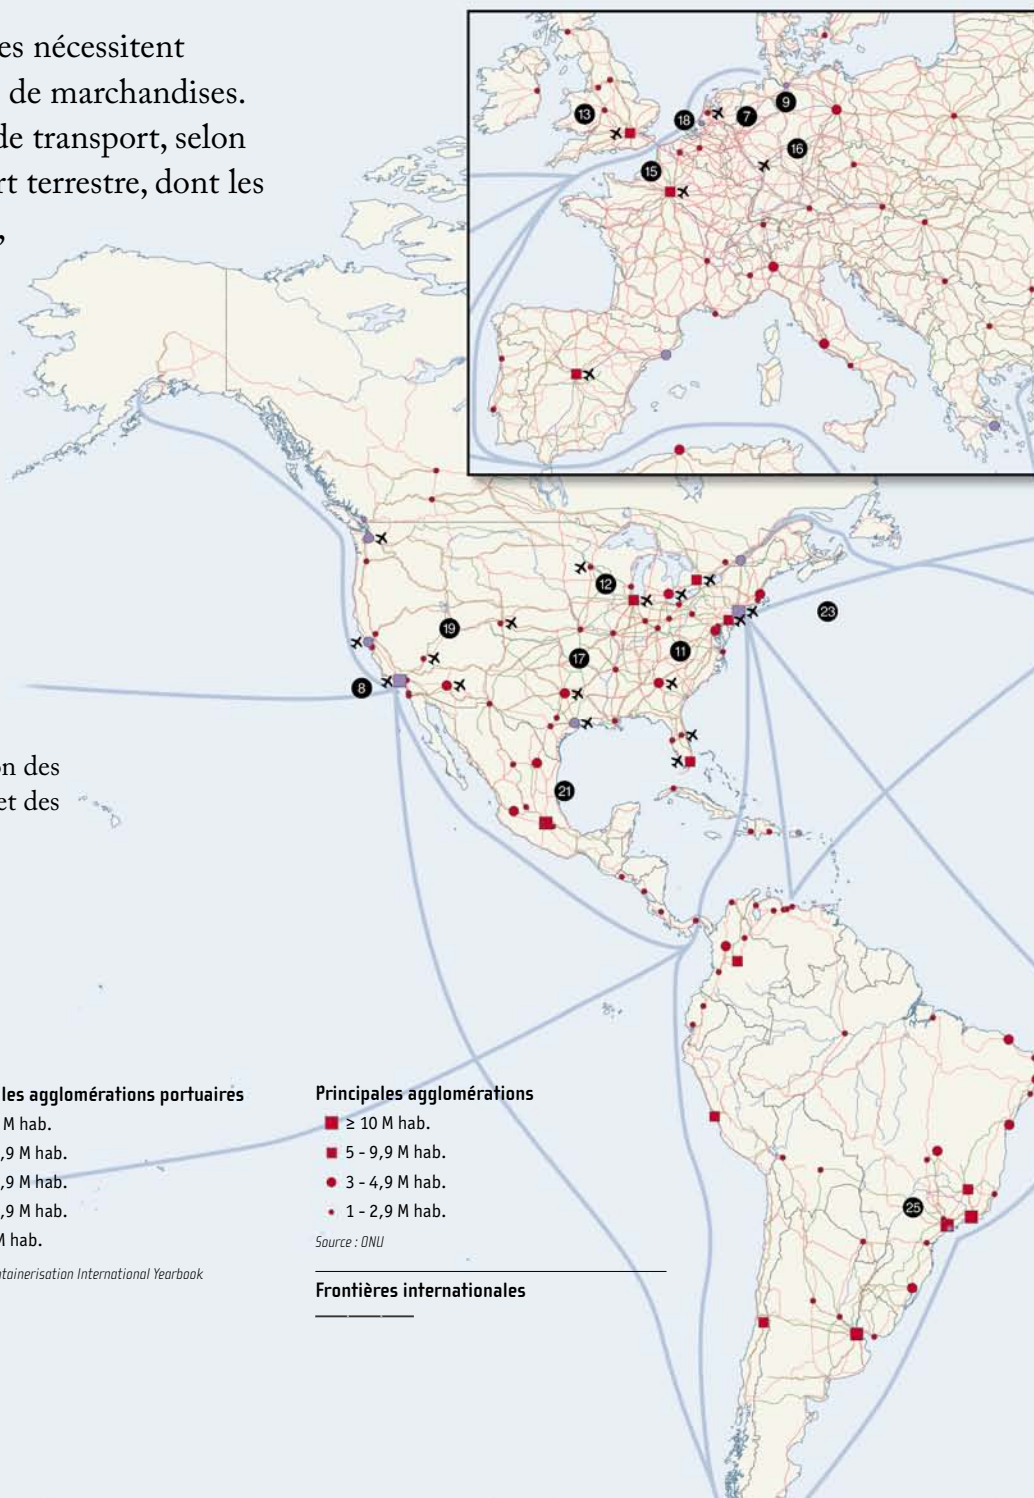 es nécessitent
de marchandises.
de transport, selon
rt terrestre, dont les
,
13
18
7
9
16
15
12
19
17
11
23
8
21
on des
et des
25
les agglomérations portuaires
M hab.
,9 M hab.
,9 M hab.
,9 M hab.
M hab.
ntainerisation International Yearbook
Principales agglomérations
≥ 10 M hab.
5 - 9,9 M hab.
3 - 4,9 M hab.
1 - 2,9 M hab.
Source : ONU
Frontières internationales